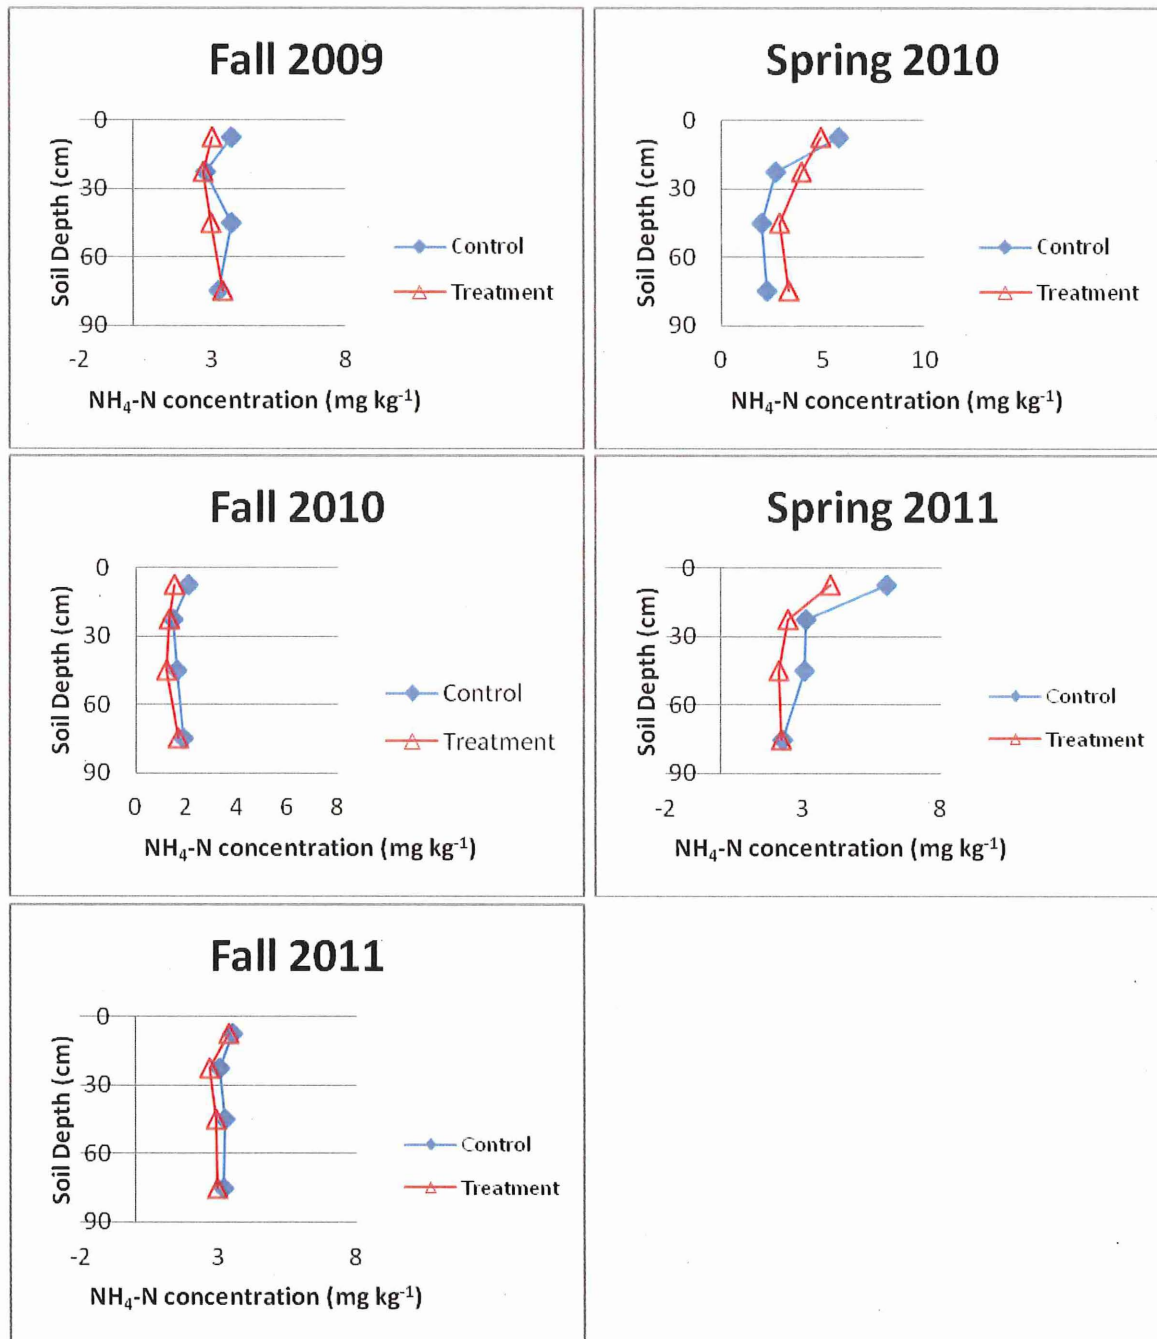 Fall 2009
0
30
60
90
-2 3 8
Soil Depth (cm)
NH₄-N concentration (mg kg⁻¹)
Control
Treatment
Spring 2010
0
30
60
90
0 5 10
Soil Depth (cm)
NH₄-N concentration (mg kg⁻¹)
Control
Treatment
Fall 2010
0
30
60
90
0 2 4 6 8
Soil Depth (cm)
NH₄-N concentration (mg kg⁻¹)
Control
Treatment
Spring 2011
0
30
60
90
-2 3 8
Soil Depth (cm)
NH₄-N concentration (mg kg⁻¹)
Control
Treatment
Fall 2011
0
30
60
90
-2 3 8
Soil Depth (cm)
NH₄-N concentration (mg kg⁻¹)
Control
Treatment